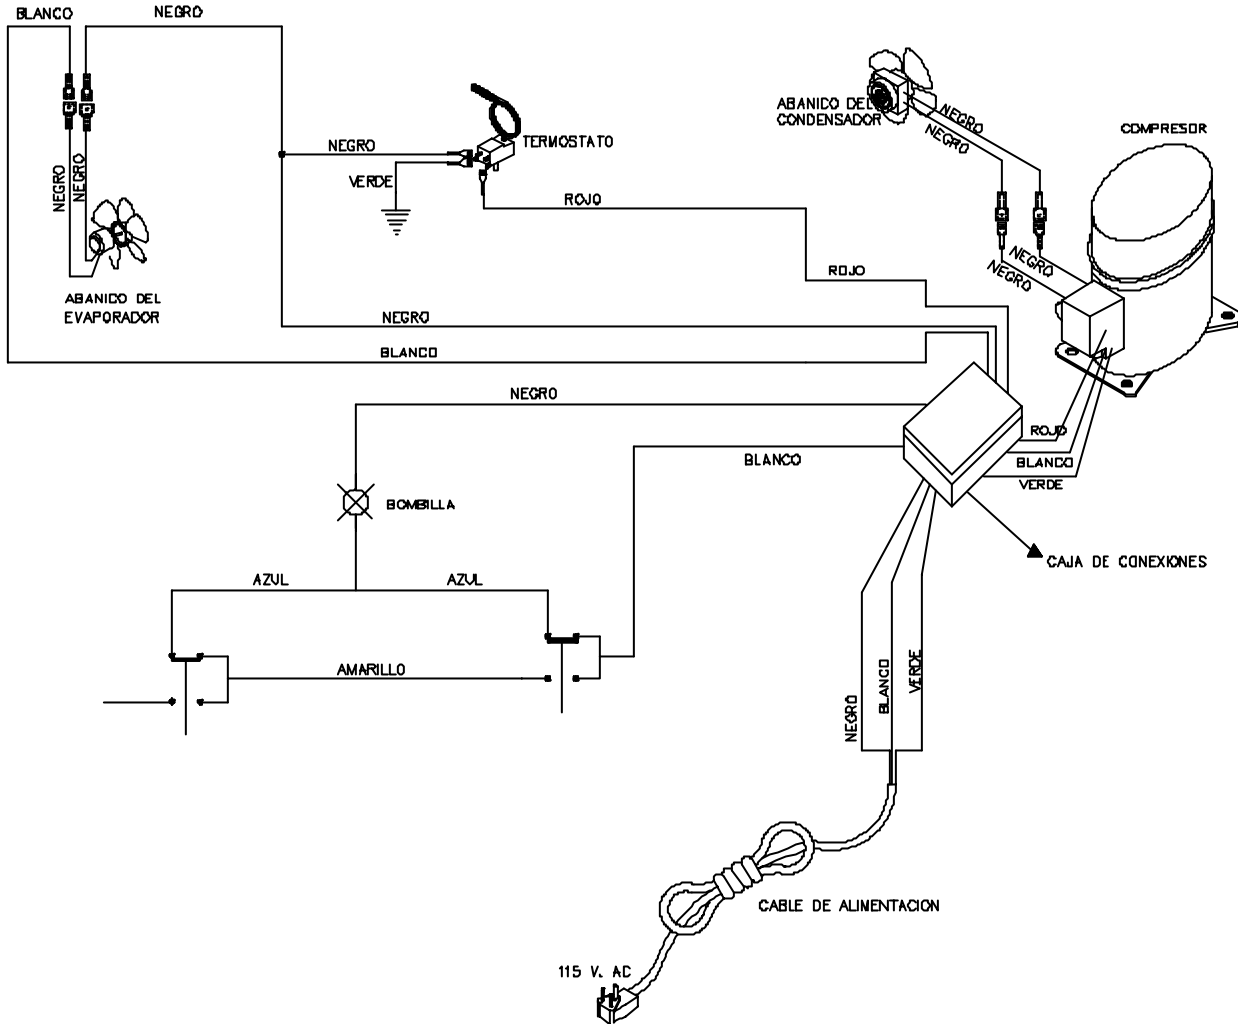 BLANCO
NEGRO
NEGRO
NEGRO
ABANICO DEL
EVAPORADOR
NEGRO
VERDE
TERMOSTATO
ROJO
ABANICO DEL
CONDENSADOR
NEGRO
NEGRO
COMPRESOR
NEGRO
NEGRO
ROJO
NEGRO
BLANCO
NEGRO
BLANCO
ROJO
BLANCO
VERDE
BOMBILLA
CAJA DE CONEXIONES
AZUL
AZUL
AMARILLO
NEGRO
BLANCO
VERDE
CABLE DE ALIMENTACION
115 V. AC